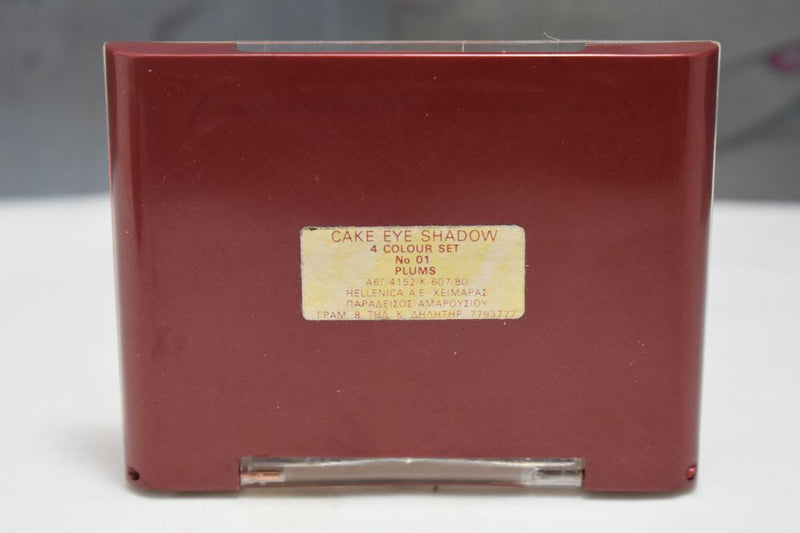 CAKE EYE SHADOW
4 COLOUR SET
No 01
PLUMS
ΑΒΓ/4152/Κ-607/80
HELLENICA A.E. ΧΕΙΜΑΡΑΣ
ΠΑΡΑΔΕΙΣΟΣ ΑΜΑΡΟΥΣΙΟΥ
ΓΡΑΜ. 8. ΤΗΛ. Κ. ΔΗΛΗΤΗΡ. 7793777